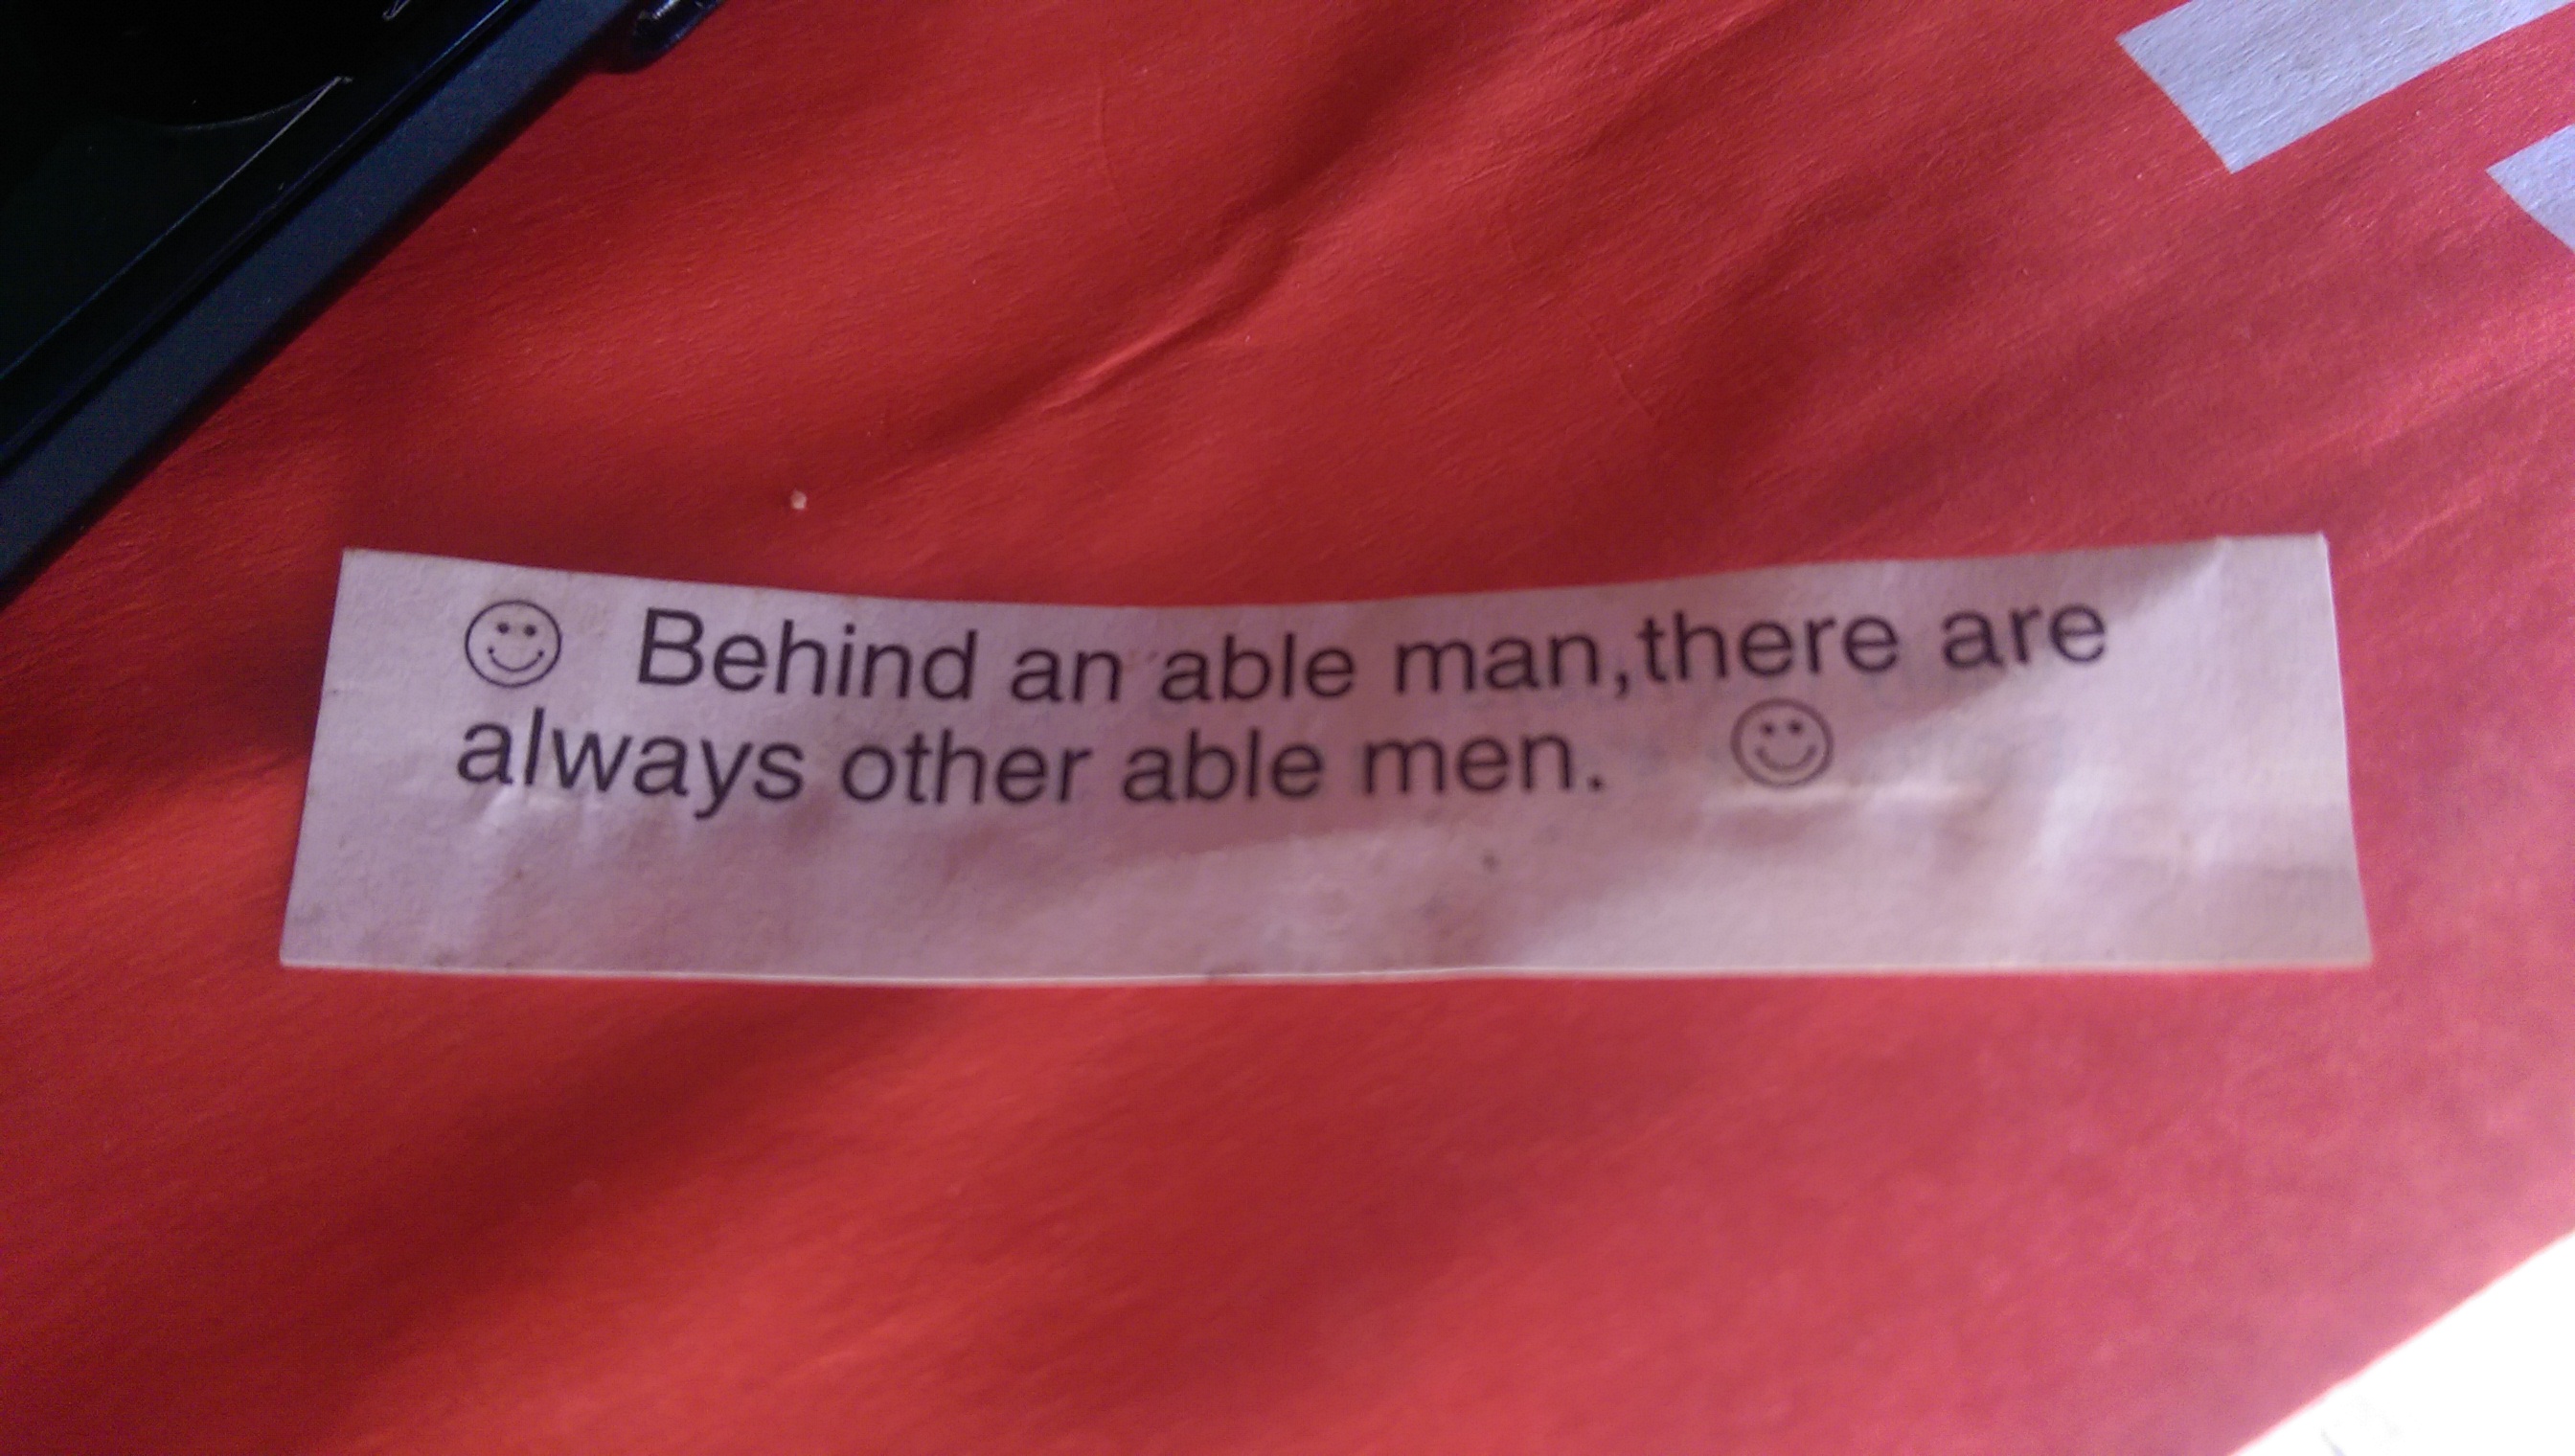 ☺ Behind an able man,there are
always other able men. ☺